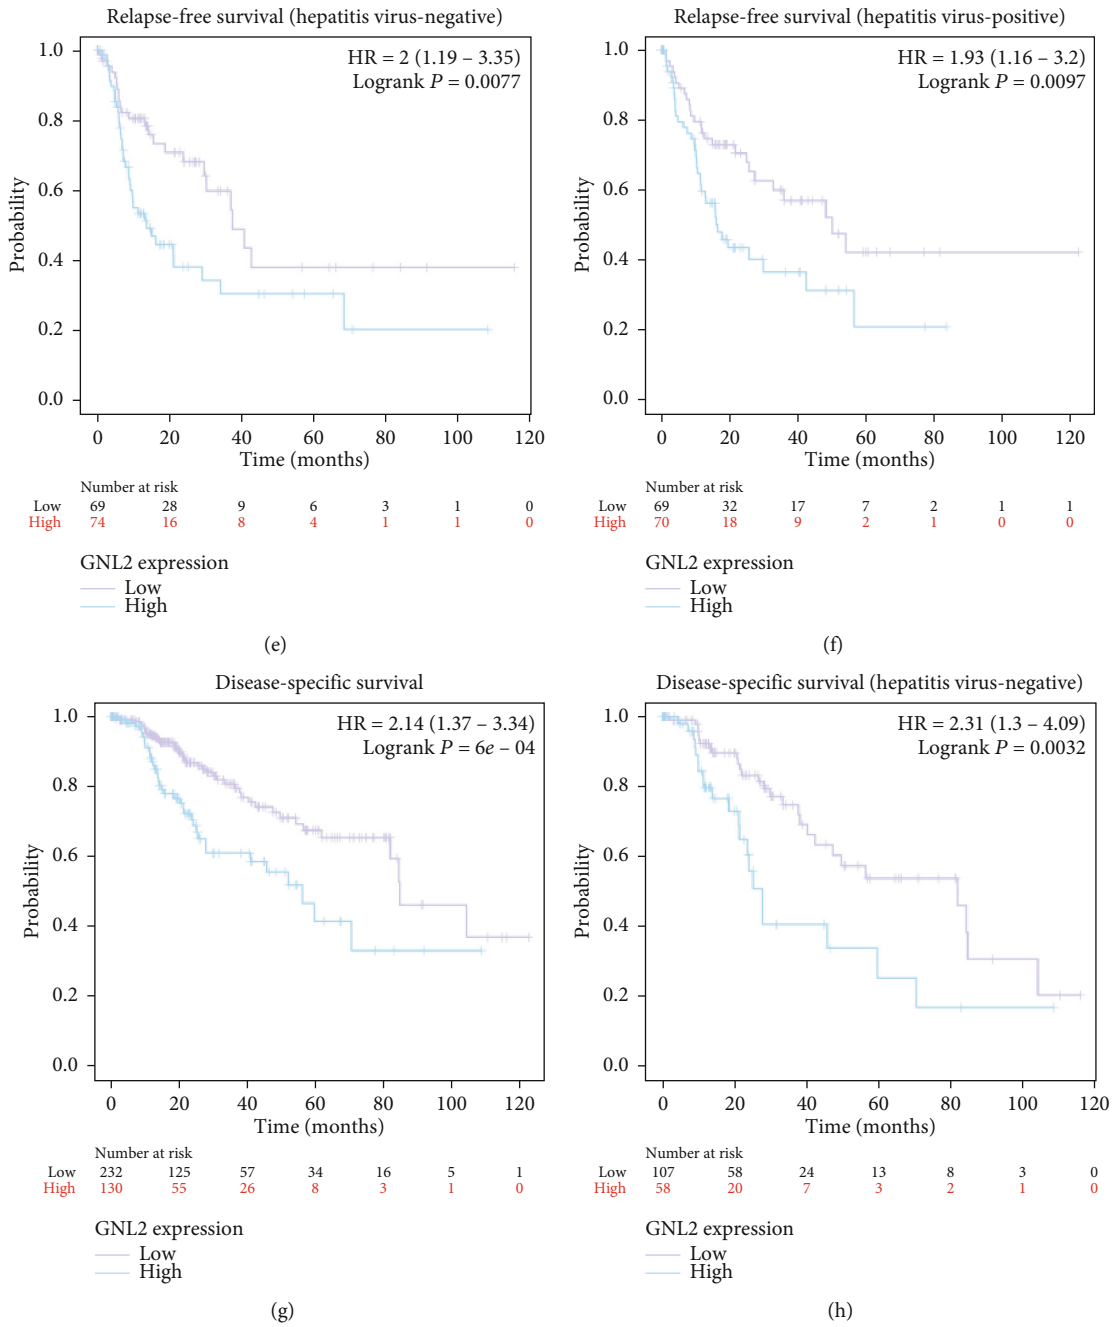 Relapse-free survival (hepatitis virus-negative)
HR = 2 (1.19 – 3.35)
Logrank P = 0.0077
Probability
1.0
0.8
0.6
0.4
0.2
0.0
0 20 40 60 80 100 120
Time (months)
Number at risk
Low 69 28 9 6 3 1 0
High 74 16 8 4 1 1 0
GNL2 expression
Low
High
(e)
Relapse-free survival (hepatitis virus-positive)
HR = 1.93 (1.16 – 3.2)
Logrank P = 0.0097
Probability
1.0
0.8
0.6
0.4
0.2
0.0
0 20 40 60 80 100 120
Time (months)
Number at risk
Low 69 32 17 7 2 1 1
High 70 18 9 2 1 0 0
GNL2 expression
Low
High
(f)
Disease-specific survival
HR = 2.14 (1.37 – 3.34)
Logrank P = 6e – 04
Probability
1.0
0.8
0.6
0.4
0.2
0.0
0 20 40 60 80 100 120
Time (months)
Number at risk
Low 232 125 57 34 16 5 1
High 130 55 26 8 3 1 0
GNL2 expression
Low
High
(g)
Disease-specific survival (hepatitis virus-negative)
HR = 2.31 (1.3 – 4.09)
Logrank P = 0.0032
Probability
1.0
0.8
0.6
0.4
0.2
0.0
0 20 40 60 80 100 120
Time (months)
Number at risk
Low 107 58 24 13 8 3 0
High 58 20 7 3 2 1 0
GNL2 expression
Low
High
(h)